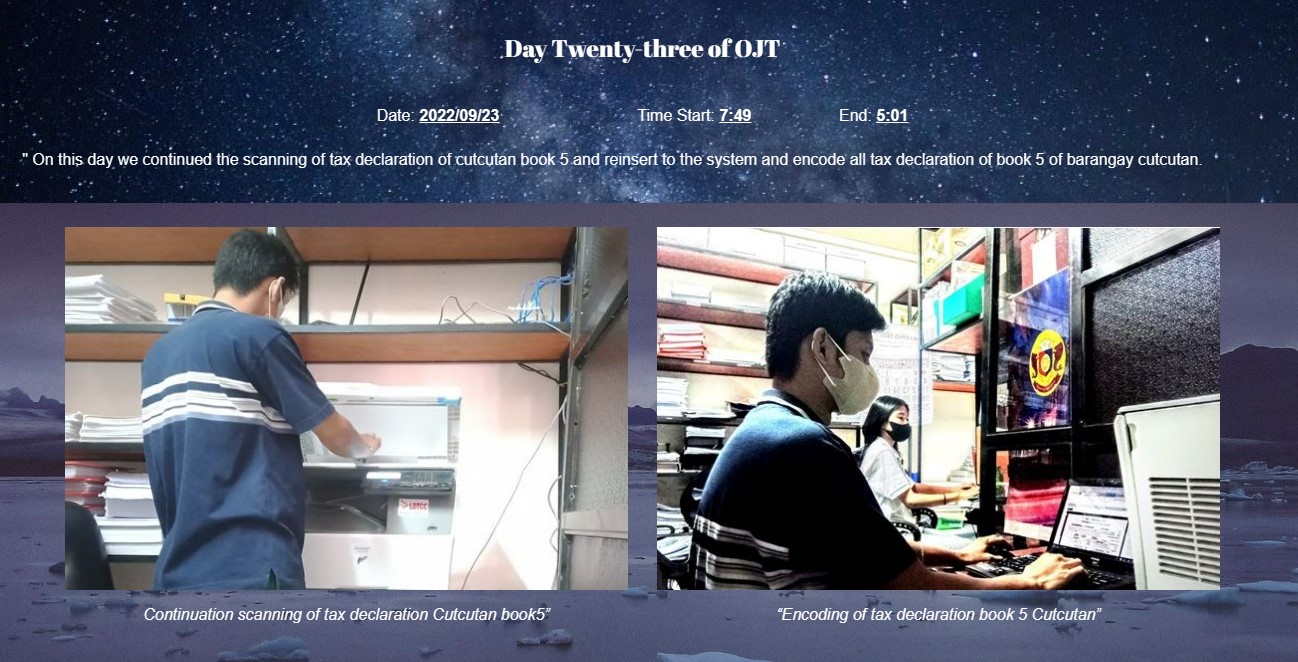 Day Twenty-three of OJT
Date: 2022/09/23 Time Start: 7:49 End: 5:01
" On this day we continued the scanning of tax declaration of cutcutan book 5 and reinsert to the system and encode all tax declaration of book 5 of barangay cutcutan.
LOTCC
Continuation scanning of tax declaration Cutcutan book5”
“Encoding of tax declaration book 5 Cutcutan”